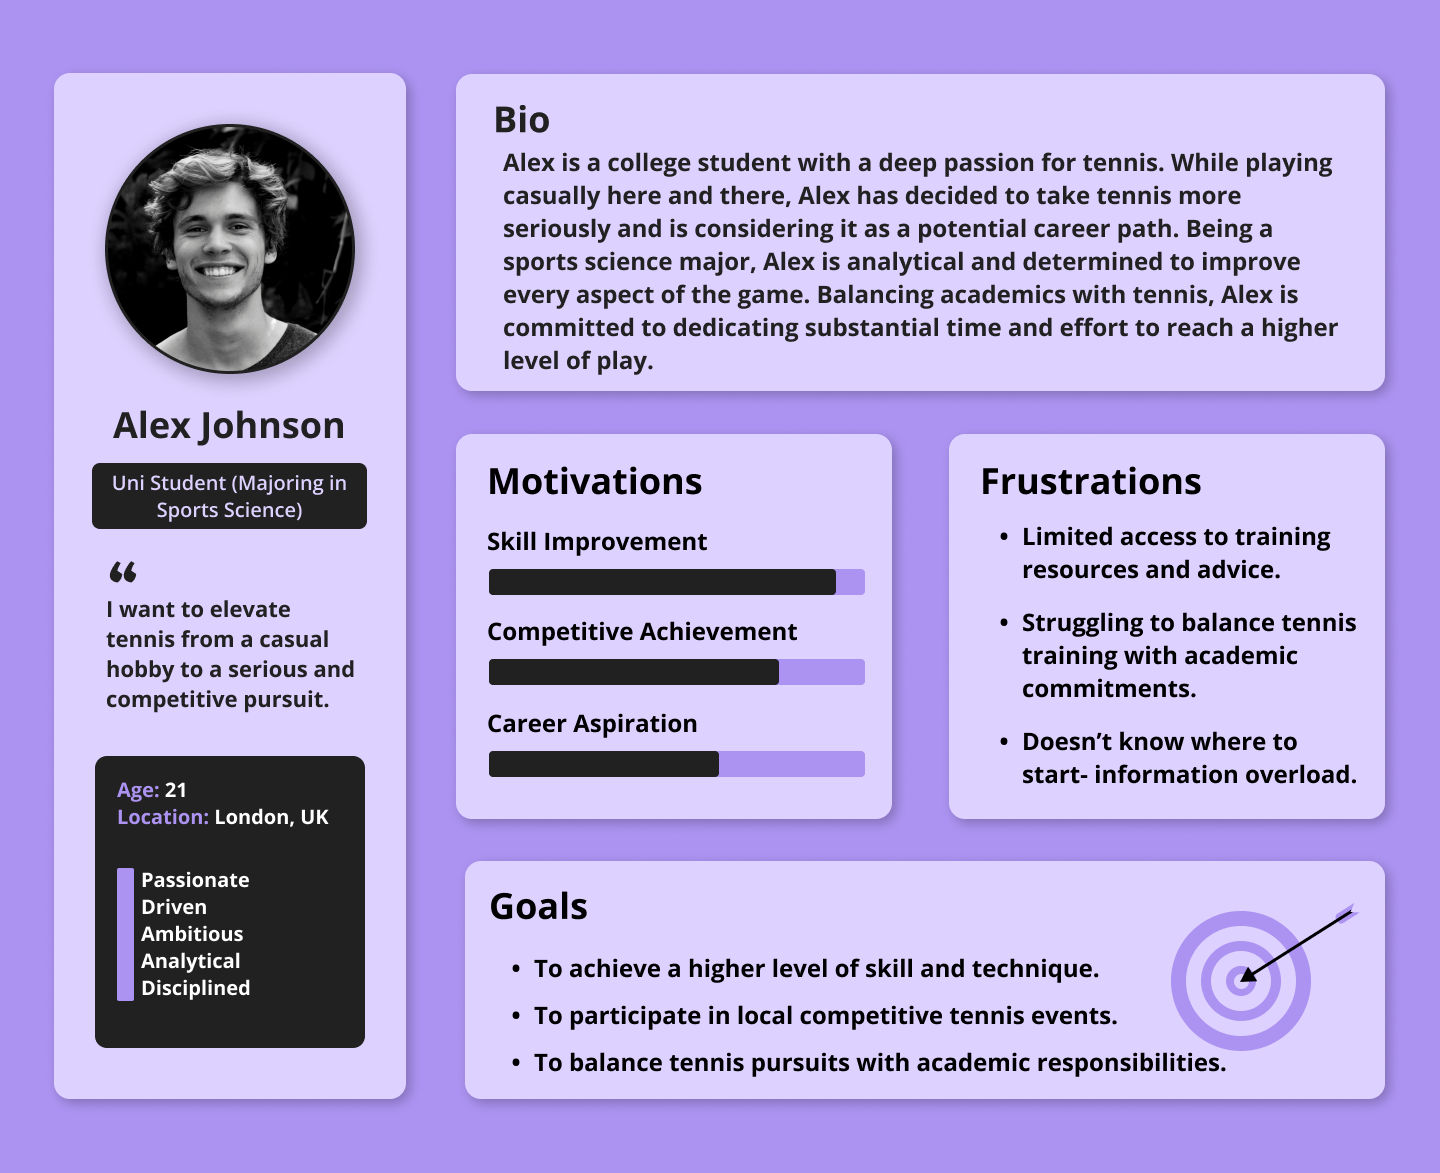 Alex Johnson
Uni Student (Majoring in
Sports Science)
“
I want to elevate
tennis from a casual
hobby to a serious and
competitive pursuit.
Age: 21
Location: London, UK
Passionate
Driven
Ambitious
Analytical
Disciplined
Bio
Alex is a college student with a deep passion for tennis. While playing
casually here and there, Alex has decided to take tennis more
seriously and is considering it as a potential career path. Being a
sports science major, Alex is analytical and determined to improve
every aspect of the game. Balancing academics with tennis, Alex is
committed to dedicating substantial time and effort to reach a higher
level of play.
Motivations
Skill Improvement
Competitive Achievement
Career Aspiration
Frustrations
• Limited access to training
resources and advice.
• Struggling to balance tennis
training with academic
commitments.
• Doesn’t know where to
start- information overload.
Goals
• To achieve a higher level of skill and technique.
• To participate in local competitive tennis events.
• To balance tennis pursuits with academic responsibilities.